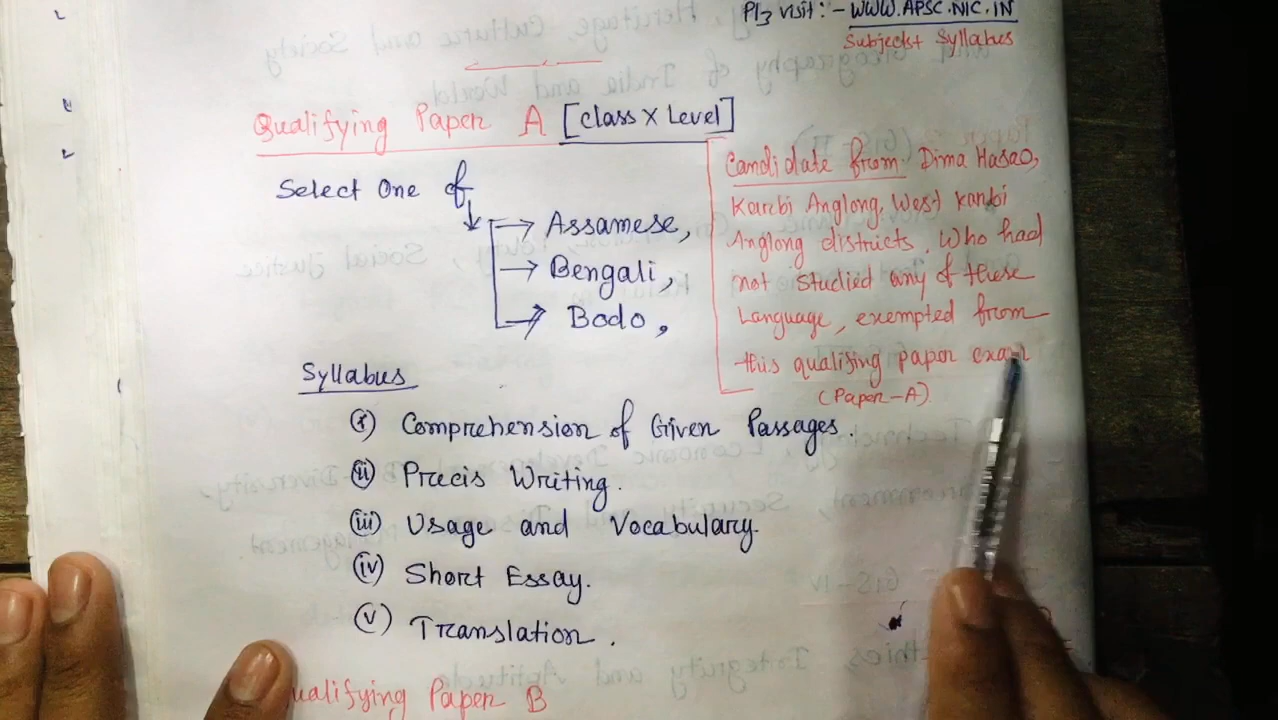 Pls visit:- WWW.APSC.NIC.IN
Subjects+ Syllabus
Qualifying Paper A [class X Level]
Select One of
Assamese,
Bengali,
Bodo,
Candidate from Dima Hasao,
Karbi Anglong, West Karbi
Anglong districts, Who had
not studied any of these
Language, exempted from
this qualifing paper exam
(Paper-A)
Syllabus
(i) Comprehension of Given Passages.
(ii) Precis Writing.
(iii) Usage and Vocabulary.
(iv) Short Essay.
(v) Translation.
ualifying Paper B